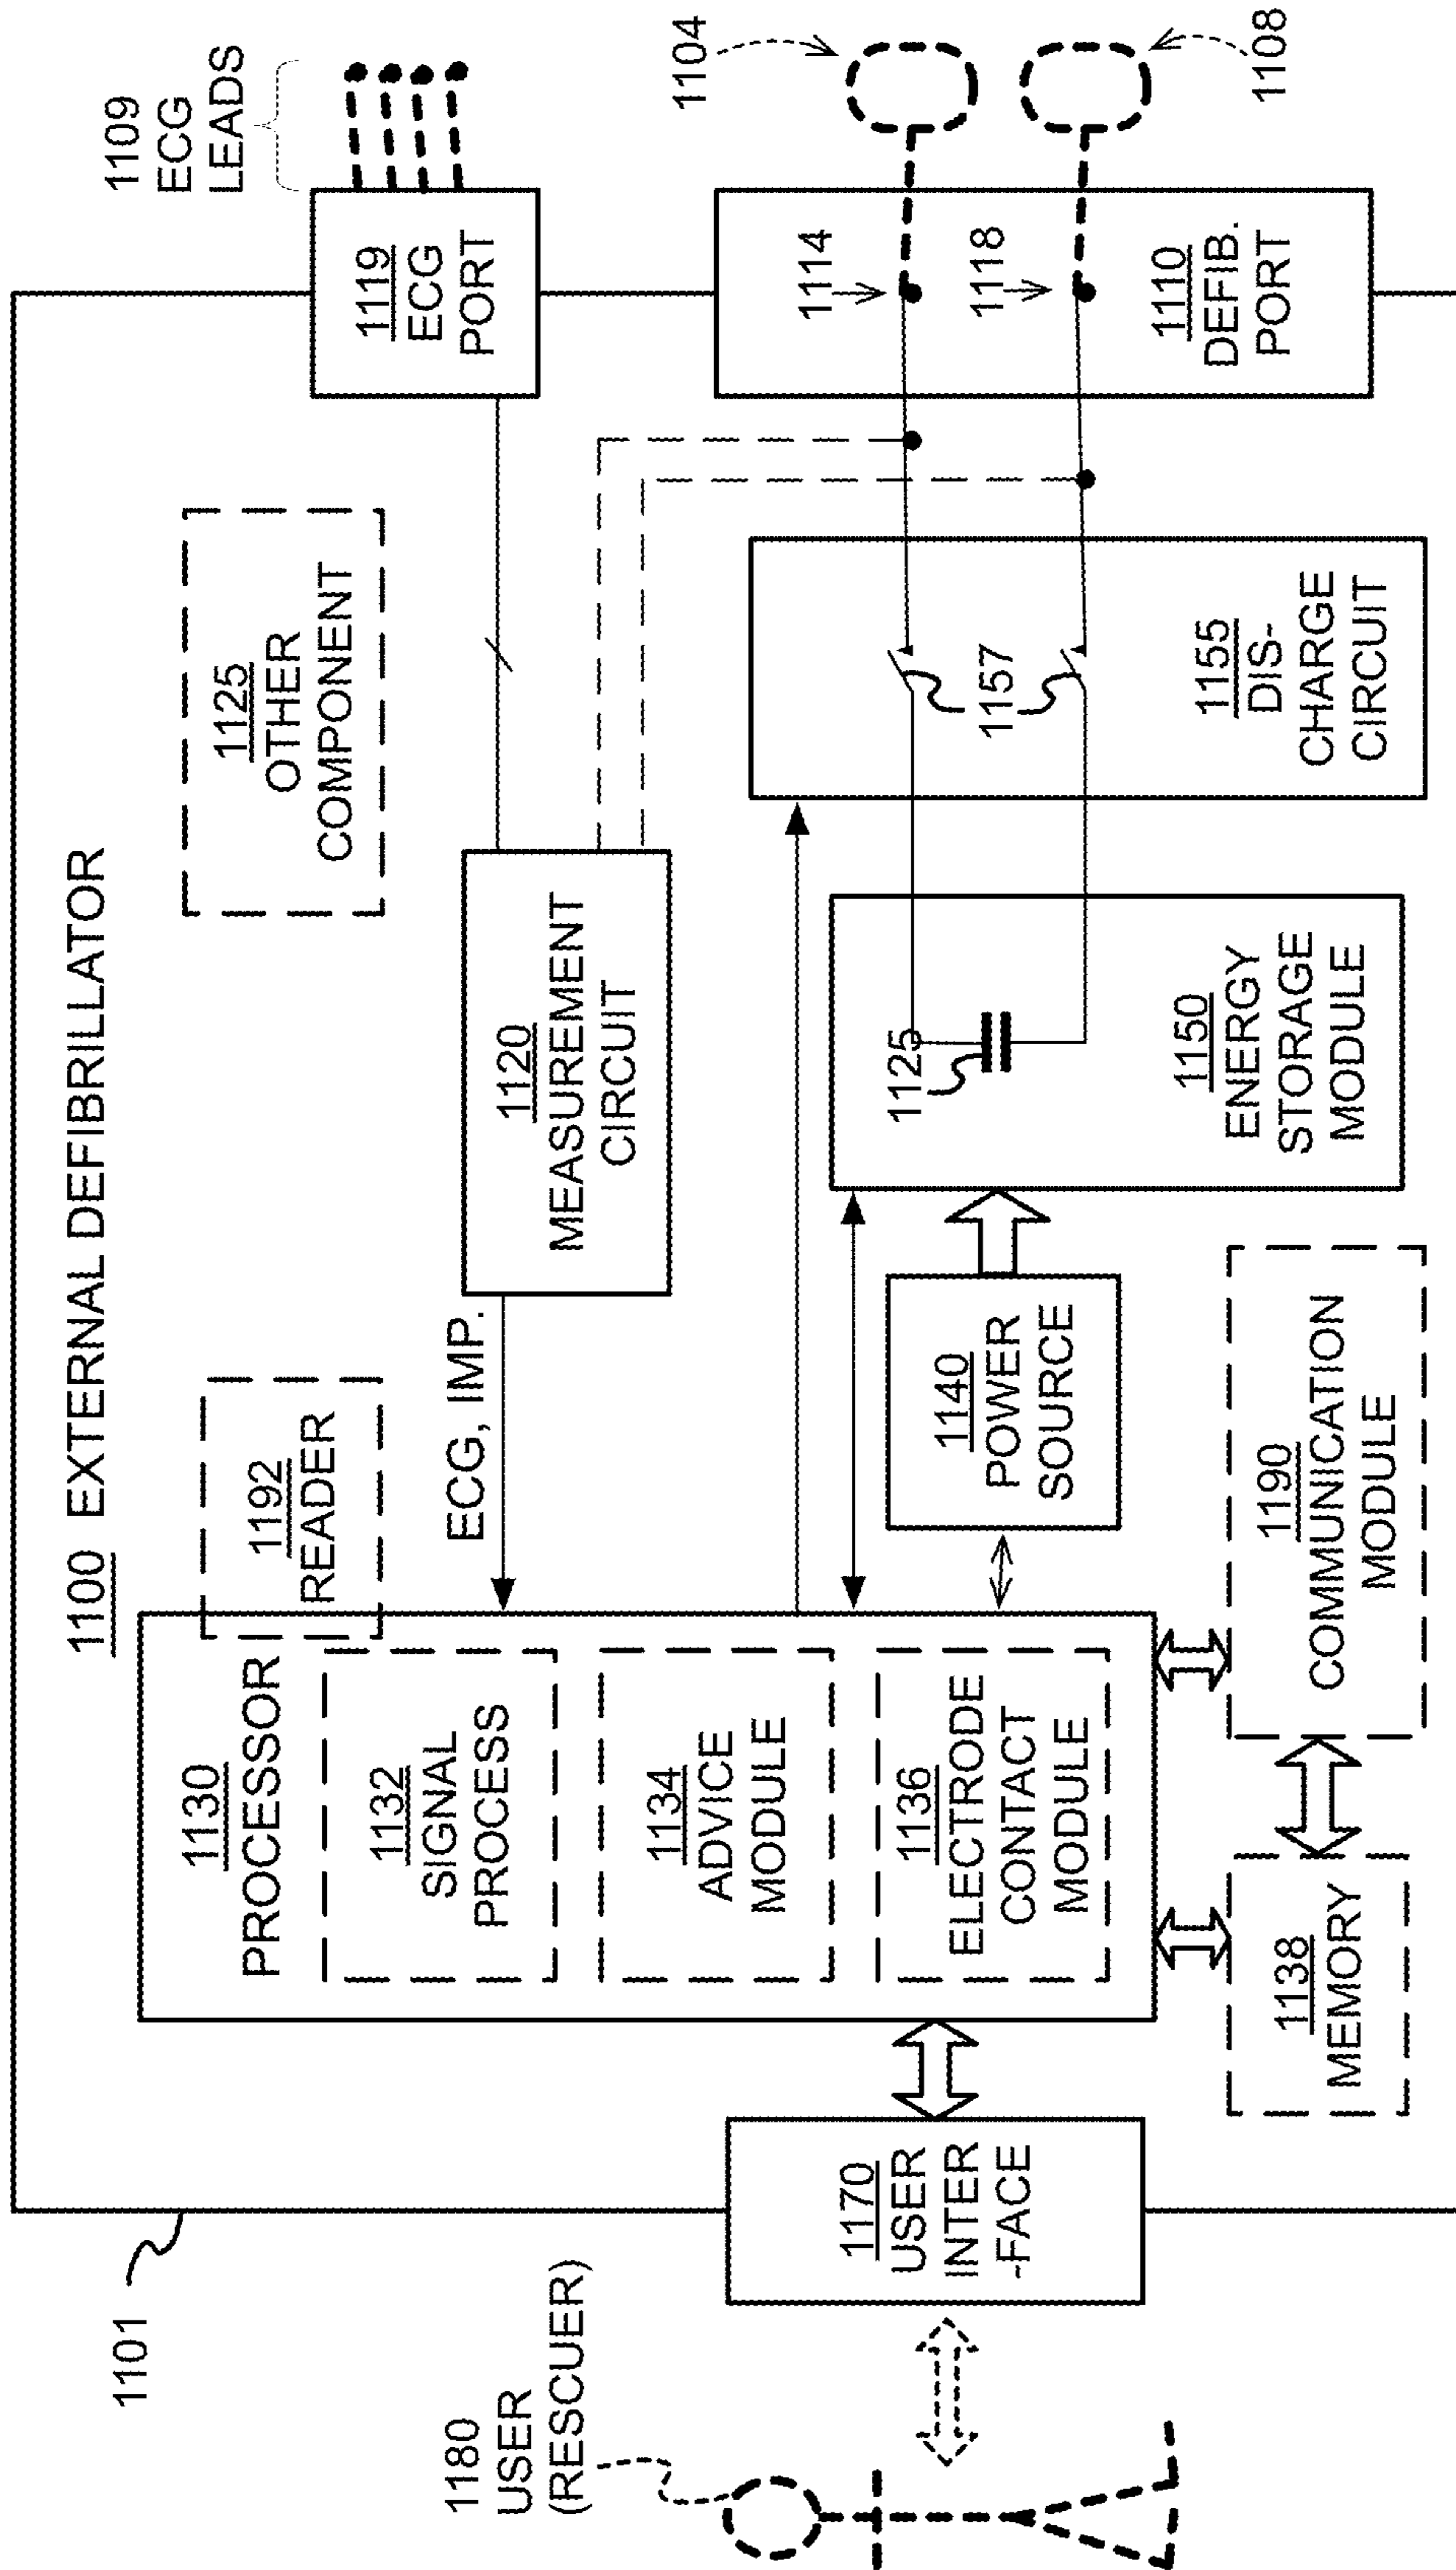 1100 EXTERNAL DEFIBRILLATOR
1101
1180
USER
(RESCUER)
1170
USER
INTER
-FACE
1130
PROCESSOR
1132
SIGNAL
PROCESS
1134
ADVICE
MODULE
1136
ELECTRODE
CONTACT
MODULE
1138
MEMORY
1190
COMMUNICATION
MODULE
1192
READER
ECG, IMP.
1140
POWER
SOURCE
1120
MEASUREMENT
CIRCUIT
1125
OTHER
COMPONENT
1125
1150
ENERGY
STORAGE
MODULE
1157
1155
DIS-
CHARGE
CIRCUIT
1109
ECG
LEADS
1119
ECG
PORT
1114
1118
1110
DEFIB.
PORT
1104
1108